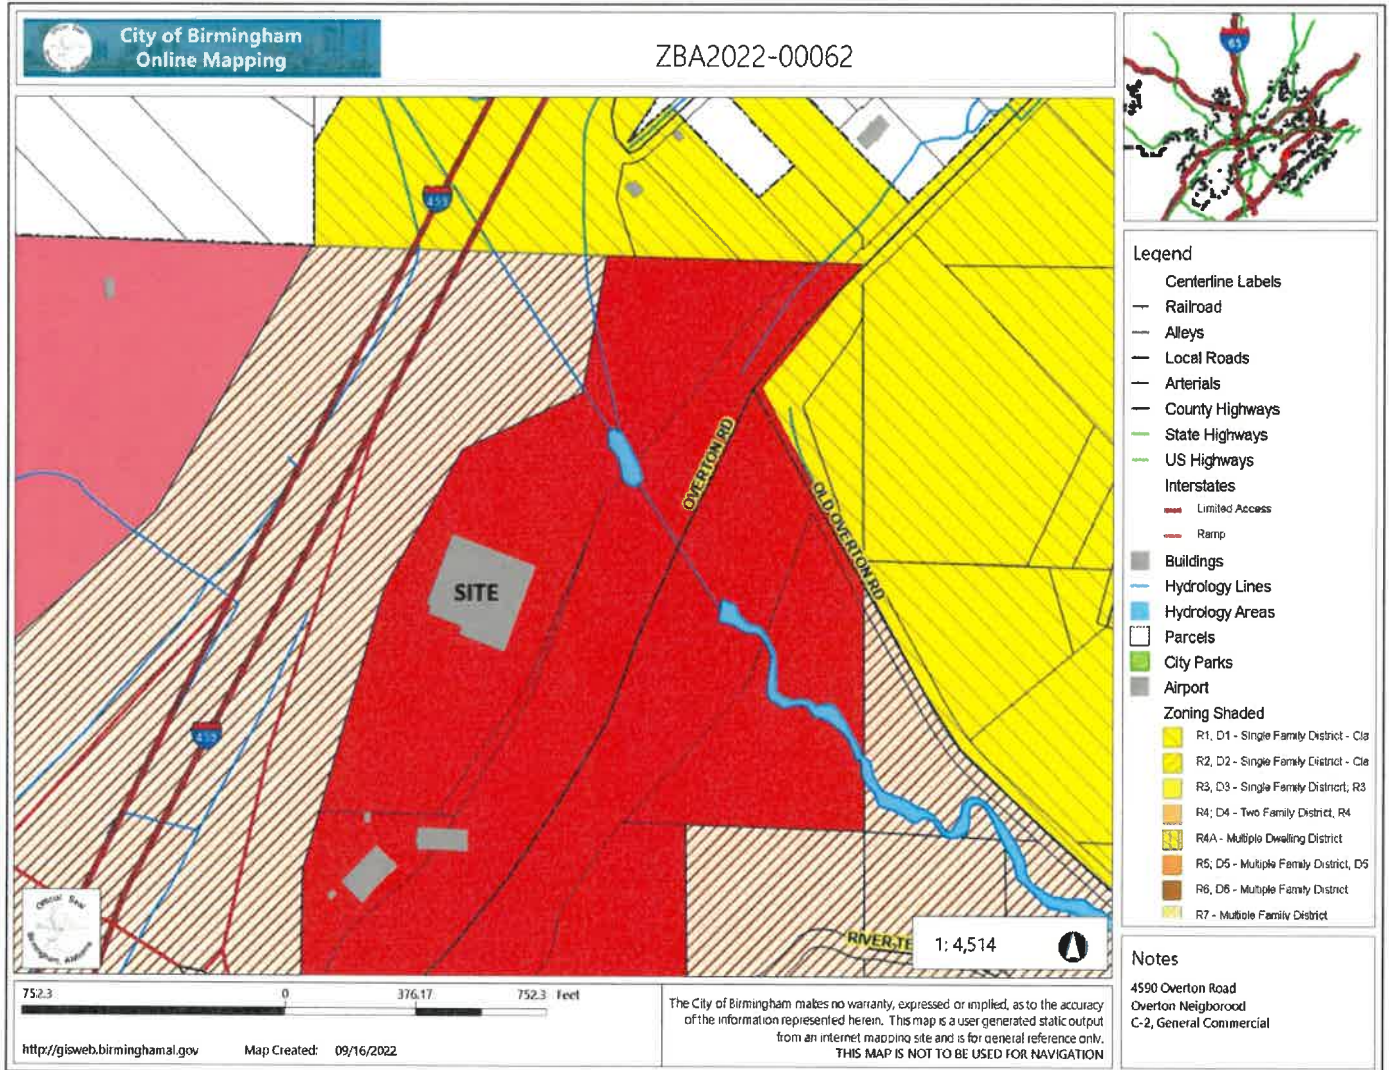 City of Birmingham
Online Mapping
ZBA2022-00062
65
459
OVERTON RD
OLD OVERTON RD
SITE
459
RIVER TE
1: 4,514
Legend
Centerline Labels
Railroad
Alleys
Local Roads
Arterials
County Highways
State Highways
US Highways
Interstates
Limited Access
Ramp
Buildings
Hydrology Lines
Hydrology Areas
Parcels
City Parks
Airport
Zoning Shaded
R1, D1 - Single Family District - Cla
R2, D2 - Single Family District - Cla
R3, D3 - Single Family District, R3
R4; D4 - Two Family District, R4
R4A - Multiple Dwelling District
R5, D5 - Multiple Family District, D5
R6, D6 - Multiple Family District
R7 - Multiple Family District
Notes
4590 Overton Road
Overton Neigborood
C-2, General Commercial
752.3 0 376.17 752.3 Feet
http://gisweb.birminghamal.gov Map Created: 09/16/2022
The City of Birmingham makes no warranty, expressed or implied, as to the accuracy
of the information represented herein. This map is a user generated static output
from an internet mapping site and is for general reference only.
THIS MAP IS NOT TO BE USED FOR NAVIGATION